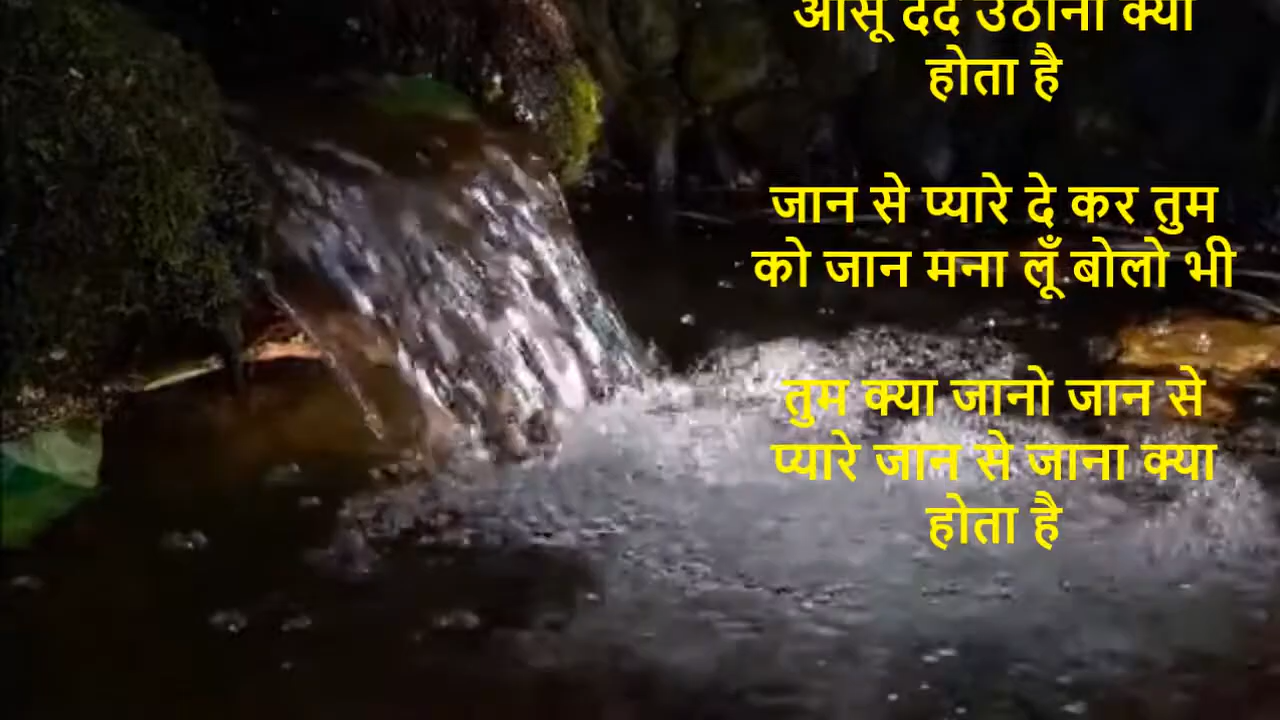 आँसू दर्द उठाना क्या
होता है
जान से प्यारे दे कर तुम
को जान मना लूँ बोलो भी
तुम क्या जानो जान से
प्यारे जान से जाना क्या
होता है